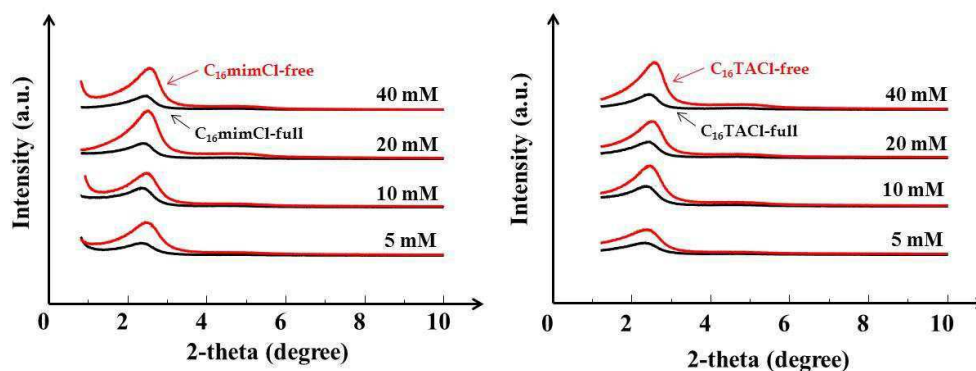 Intensity (a.u.)
C₁₆mimCl-free
40 mM
C₁₆mimCl-full
20 mM
10 mM
5 mM
0 2 4 6 8 10
2-theta (degree)
Intensity (a.u.)
C₁₆TACl-free
40 mM
C₁₆TACl-full
20 mM
10 mM
5 mM
0 2 4 6 8 10
2-theta (degree)